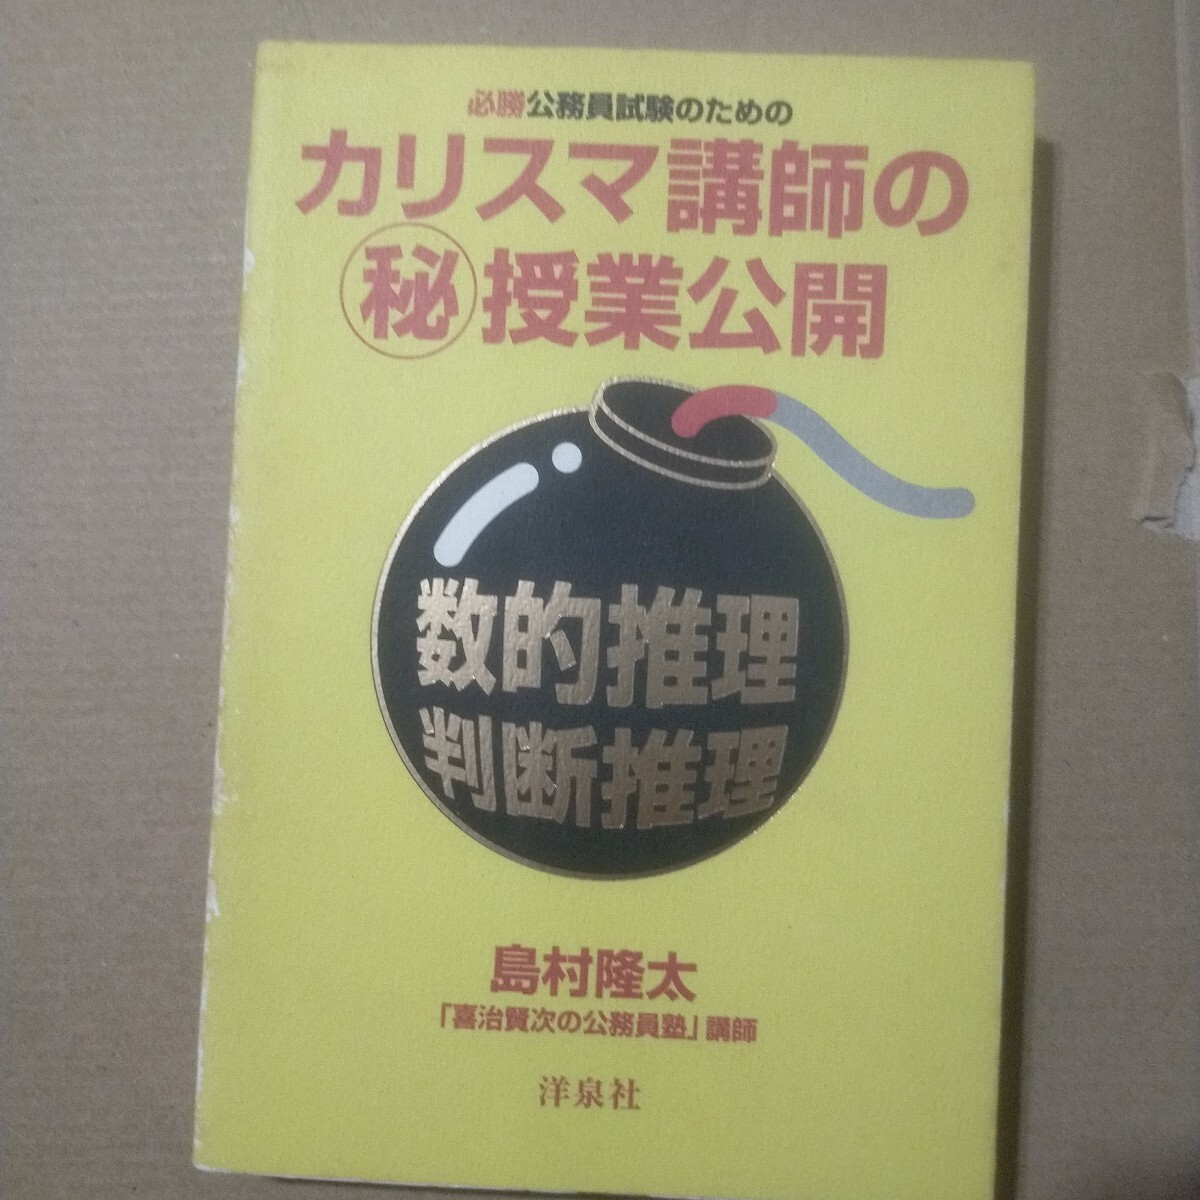 必勝公務員試験のための
カリスマ講師の
㊙授業公開
数的推理
判断推理
島村隆太
「喜治賢次の公務員塾」講師
洋泉社